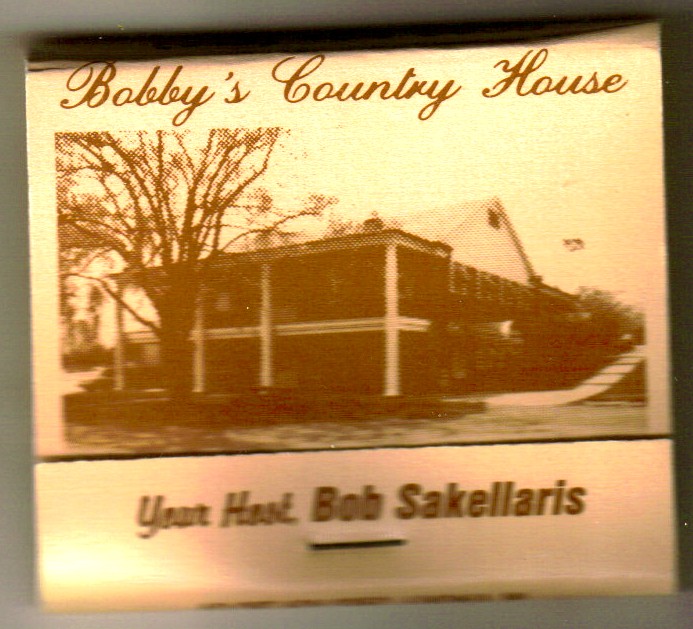 Bobby's Country House
Your Host, Bob Sakellaris